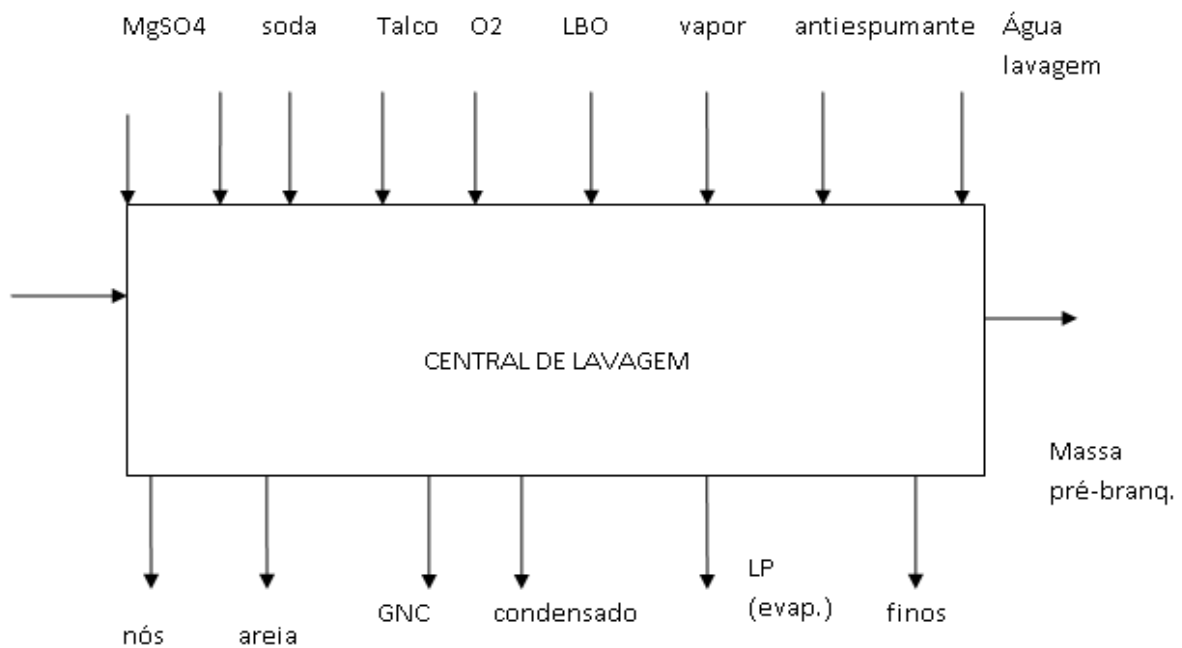 MgSO4 soda Talco O2 LBO vapor antiespumante Água
lavagem
CENTRAL DE LAVAGEM
Massa
pré-branq.
LP
(evap.)
GNC condensado finos
nós areia